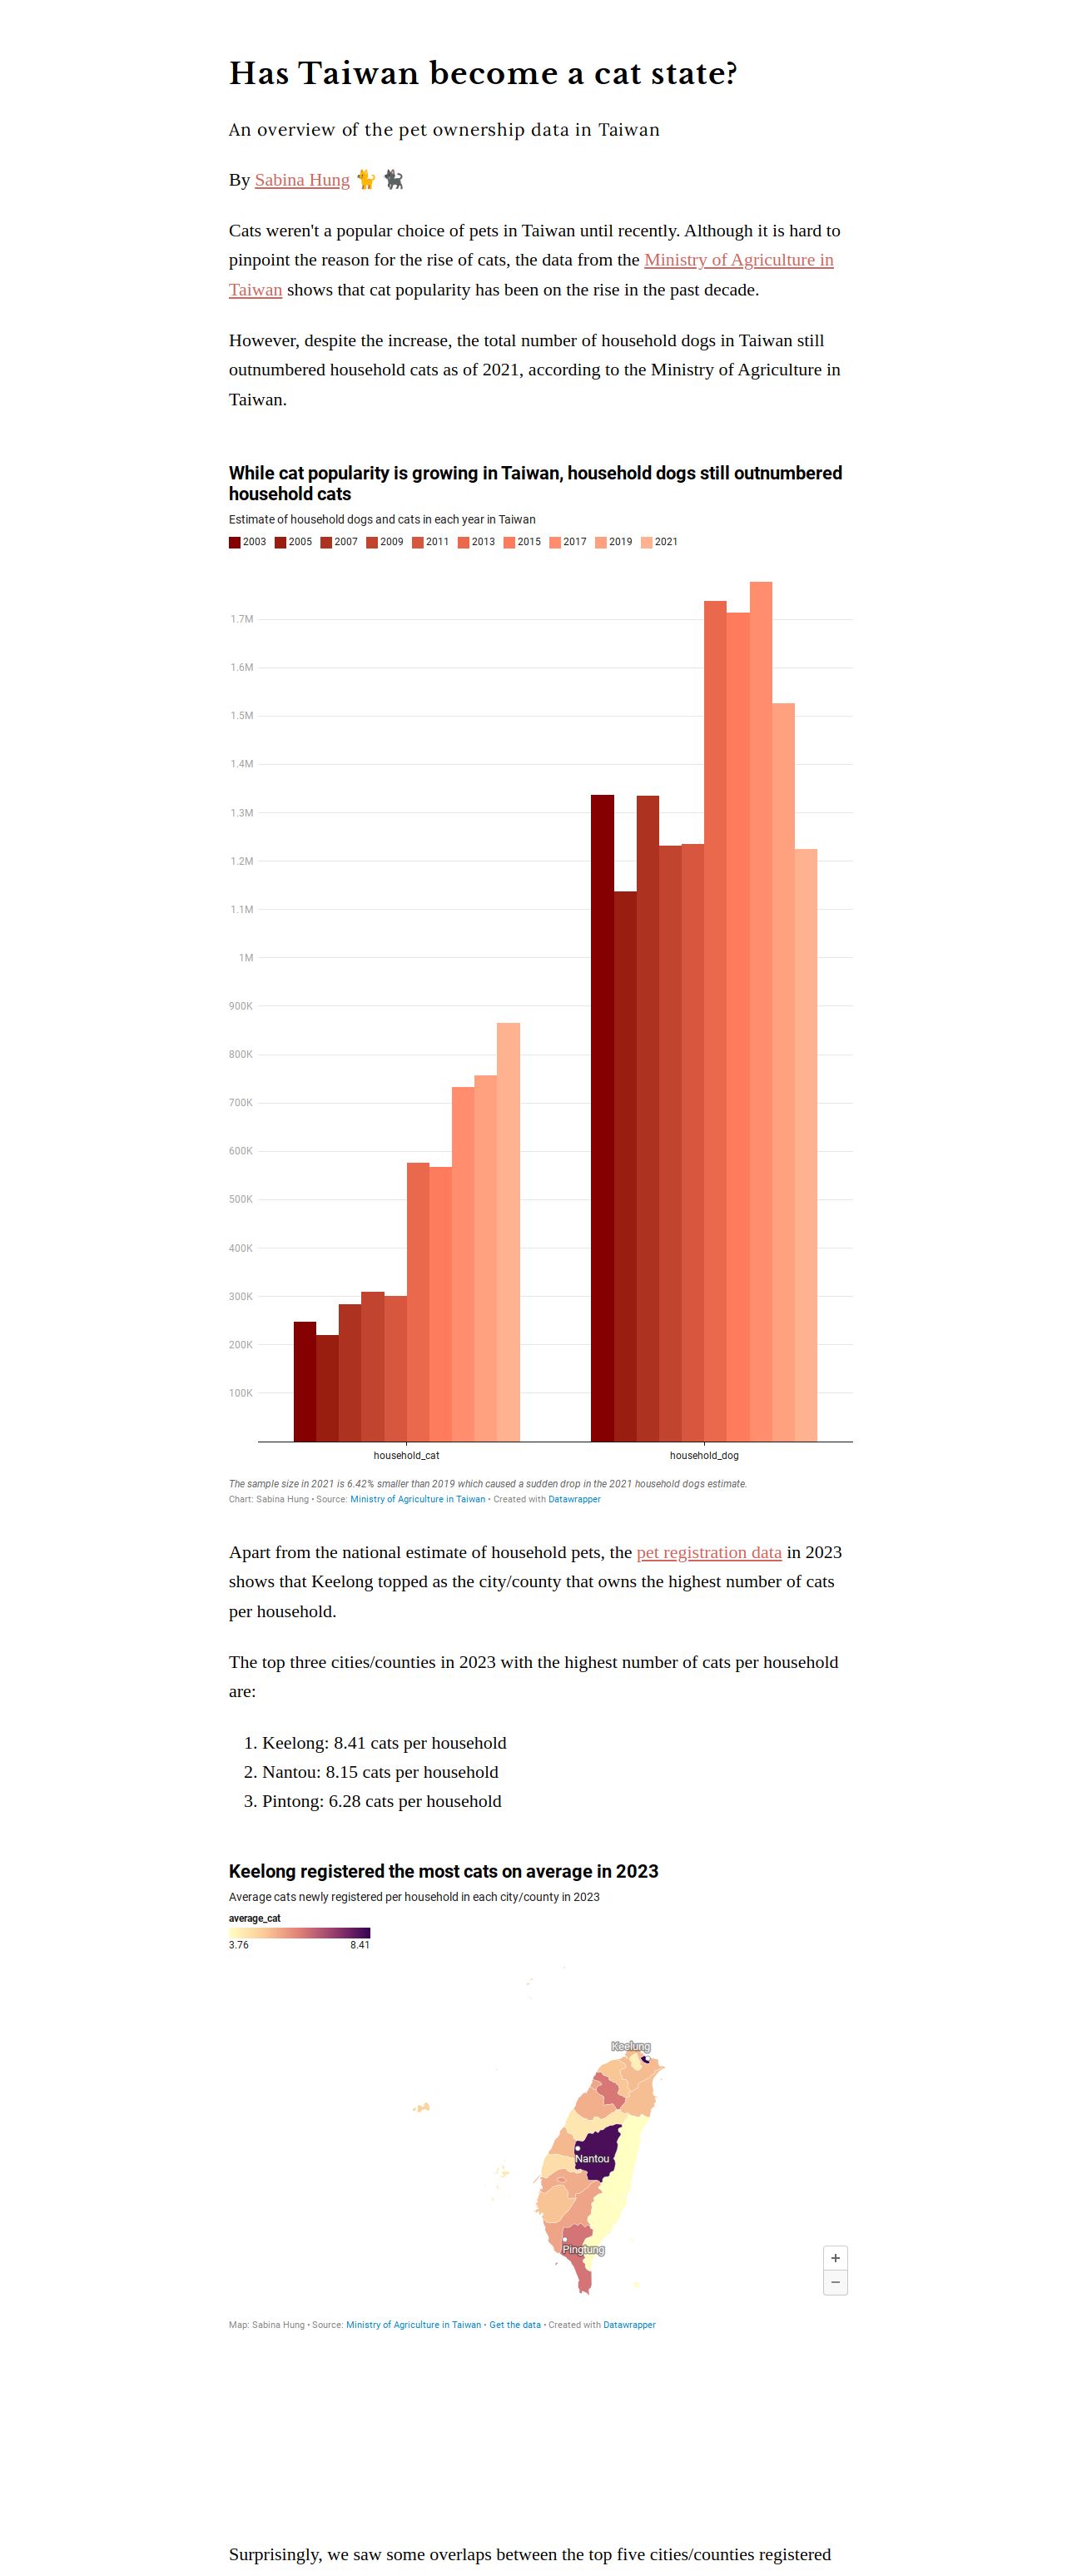 Has Taiwan become a cat state?
An overview of the pet ownership data in Taiwan
By Sabina Hung 🐈 🐈‍⬛
Cats weren't a popular choice of pets in Taiwan until recently. Although it is hard to
pinpoint the reason for the rise of cats, the data from the Ministry of Agriculture in
Taiwan shows that cat popularity has been on the rise in the past decade.
However, despite the increase, the total number of household dogs in Taiwan still
outnumbered household cats as of 2021, according to the Ministry of Agriculture in
Taiwan.
While cat popularity is growing in Taiwan, household dogs still outnumbered
household cats
Estimate of household dogs and cats in each year in Taiwan
2003 2005 2007 2009 2011 2013 2015 2017 2019 2021
1.7M
1.6M
1.5M
1.4M
1.3M
1.2M
1.1M
1M
900K
800K
700K
600K
500K
400K
300K
200K
100K
household_cat household_dog
The sample size in 2021 is 6.42% smaller than 2019 which caused a sudden drop in the 2021 household dogs estimate.
Chart: Sabina Hung • Source: Ministry of Agriculture in Taiwan • Created with Datawrapper
Apart from the national estimate of household pets, the pet registration data in 2023
shows that Keelong topped as the city/county that owns the highest number of cats
per household.
The top three cities/counties in 2023 with the highest number of cats per household
are:
1. Keelong: 8.41 cats per household
2. Nantou: 8.15 cats per household
3. Pintong: 6.28 cats per household
Keelong registered the most cats on average in 2023
Average cats newly registered per household in each city/county in 2023
average_cat
3.76 8.41
Keelung
Nantou
Pingtung
+
−
Map: Sabina Hung • Source: Ministry of Agriculture in Taiwan • Get the data • Created with Datawrapper
Surprisingly, we saw some overlaps between the top five cities/counties registered